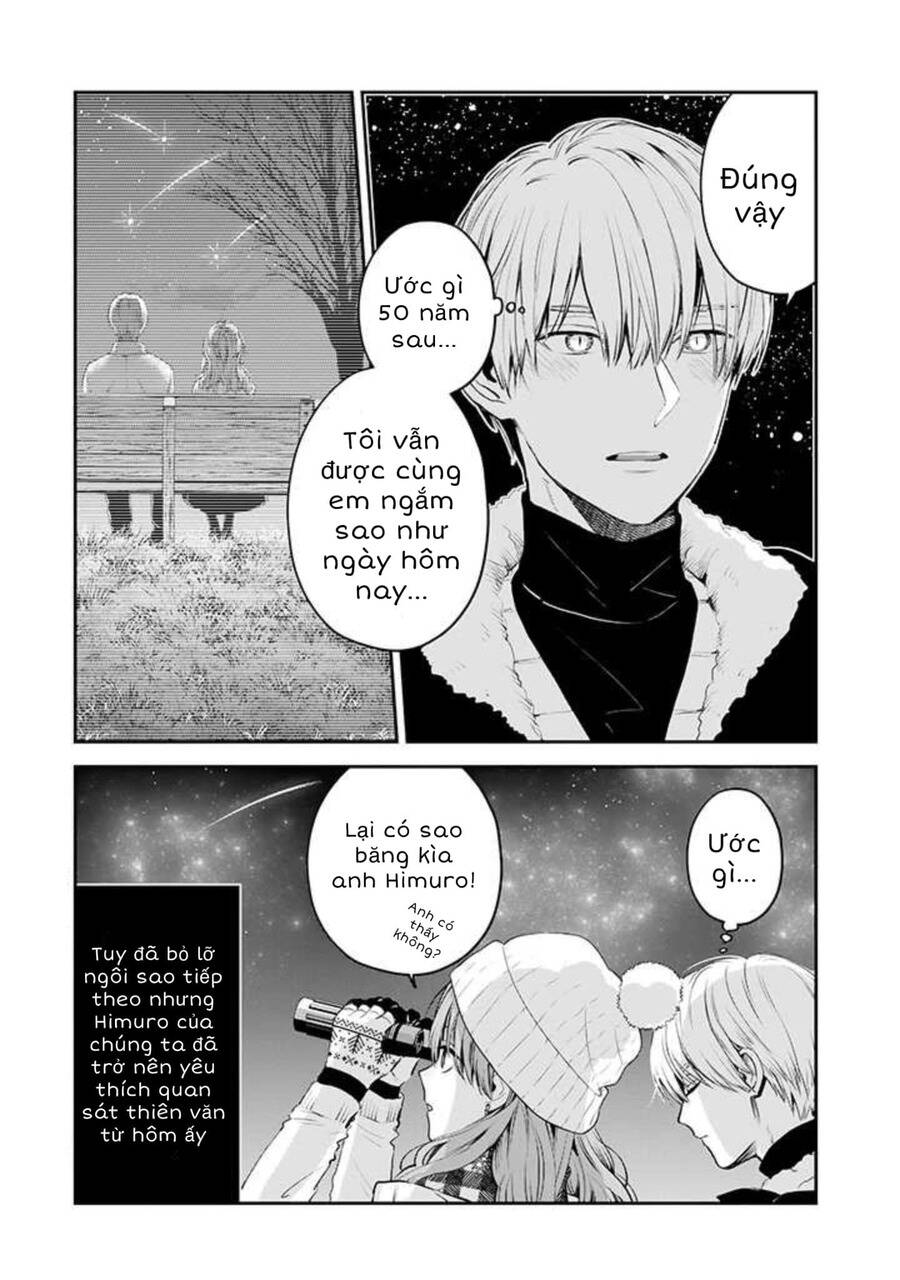 Đúng
vậy
Ước gì
50 năm
sau...
Tôi vẫn
được cùng
em ngắm
sao như
ngày hôm
nay...
Ước
gì...
Lại có sao
băng kìa
anh Himuro!
Anh có
thấy
không?
Tuy đã bỏ lỡ
ngôi sao tiếp
theo nhưng
Himuro của
chúng ta đã
trở nên yêu
thích quan
sát thiên văn
từ hôm ấy